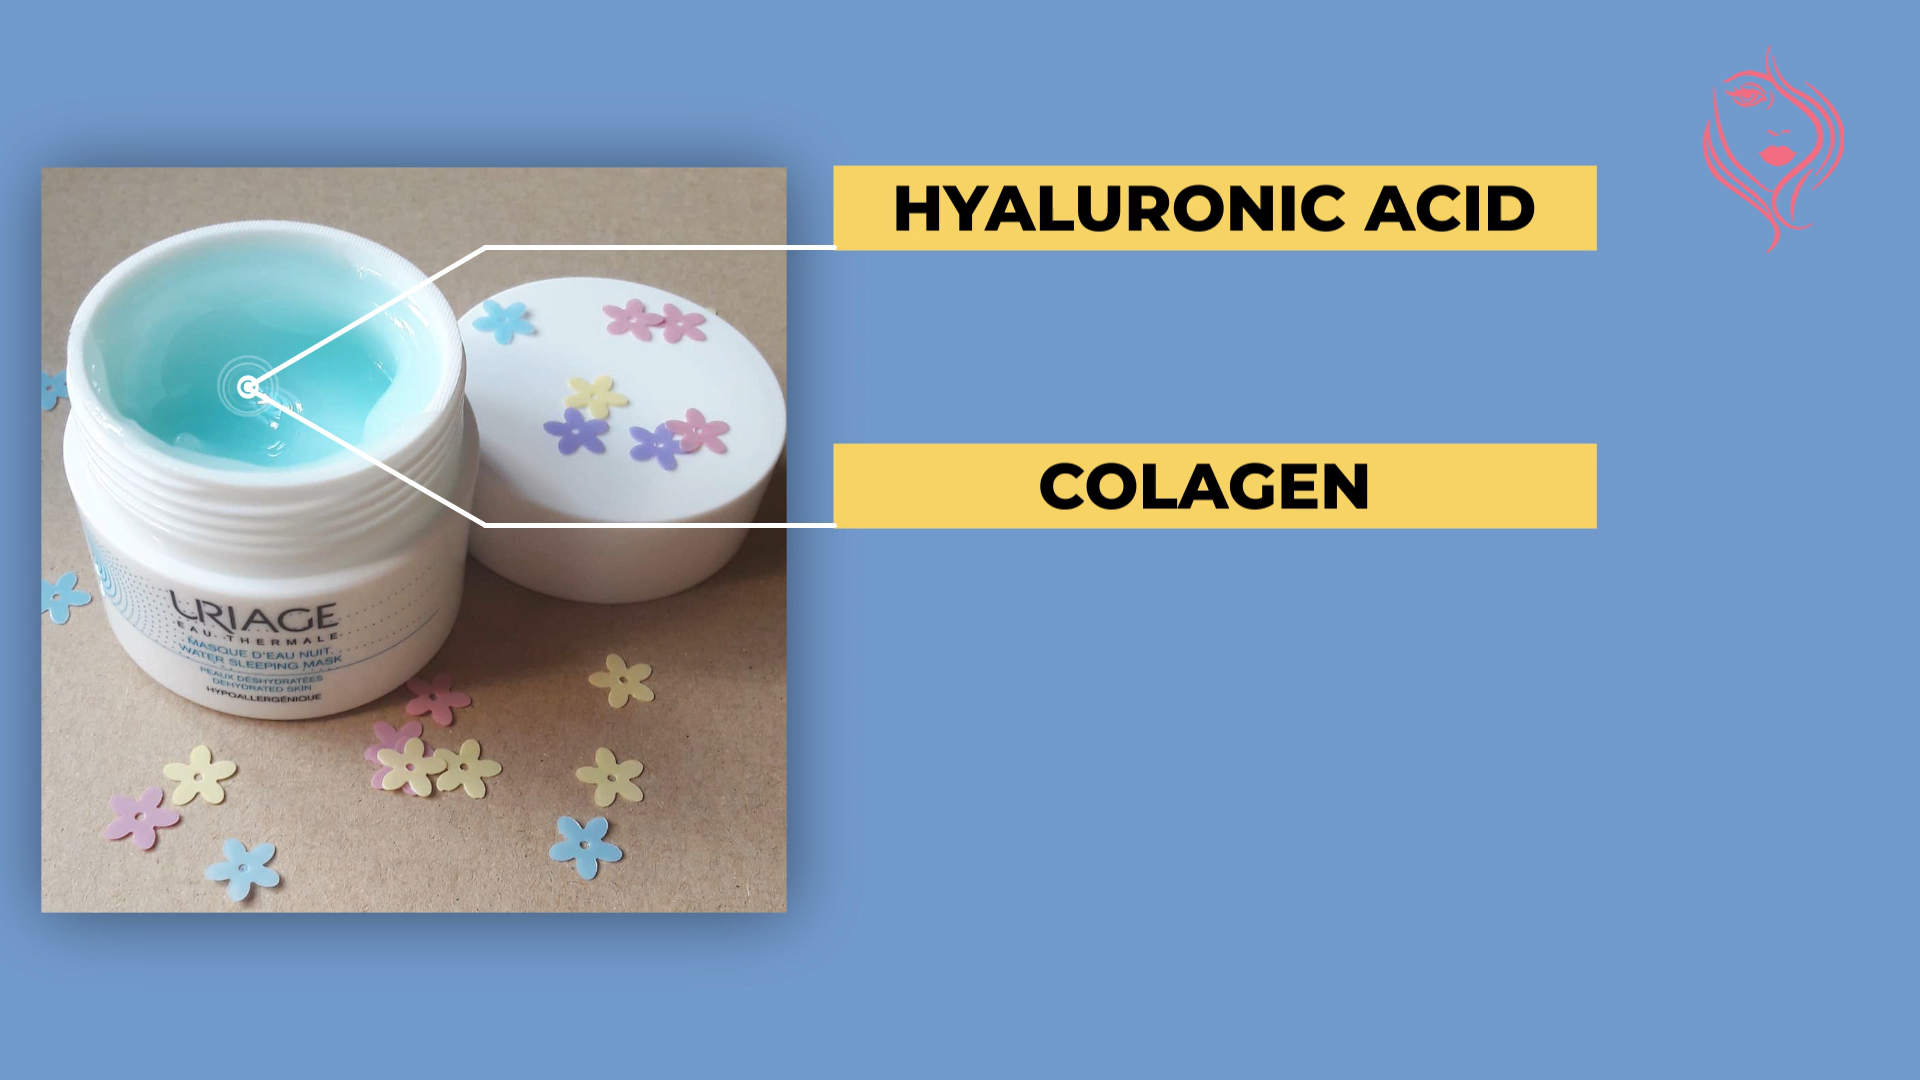 HYALURONIC ACID
COLAGEN
URIAGE
EAU THERMALE
MASQUE D'EAU NUIT
WATER SLEEPING MASK
PEAUX DÉSHYDRATÉES
DEHYDRATED SKIN
HYPOALLERGÉNIQUE